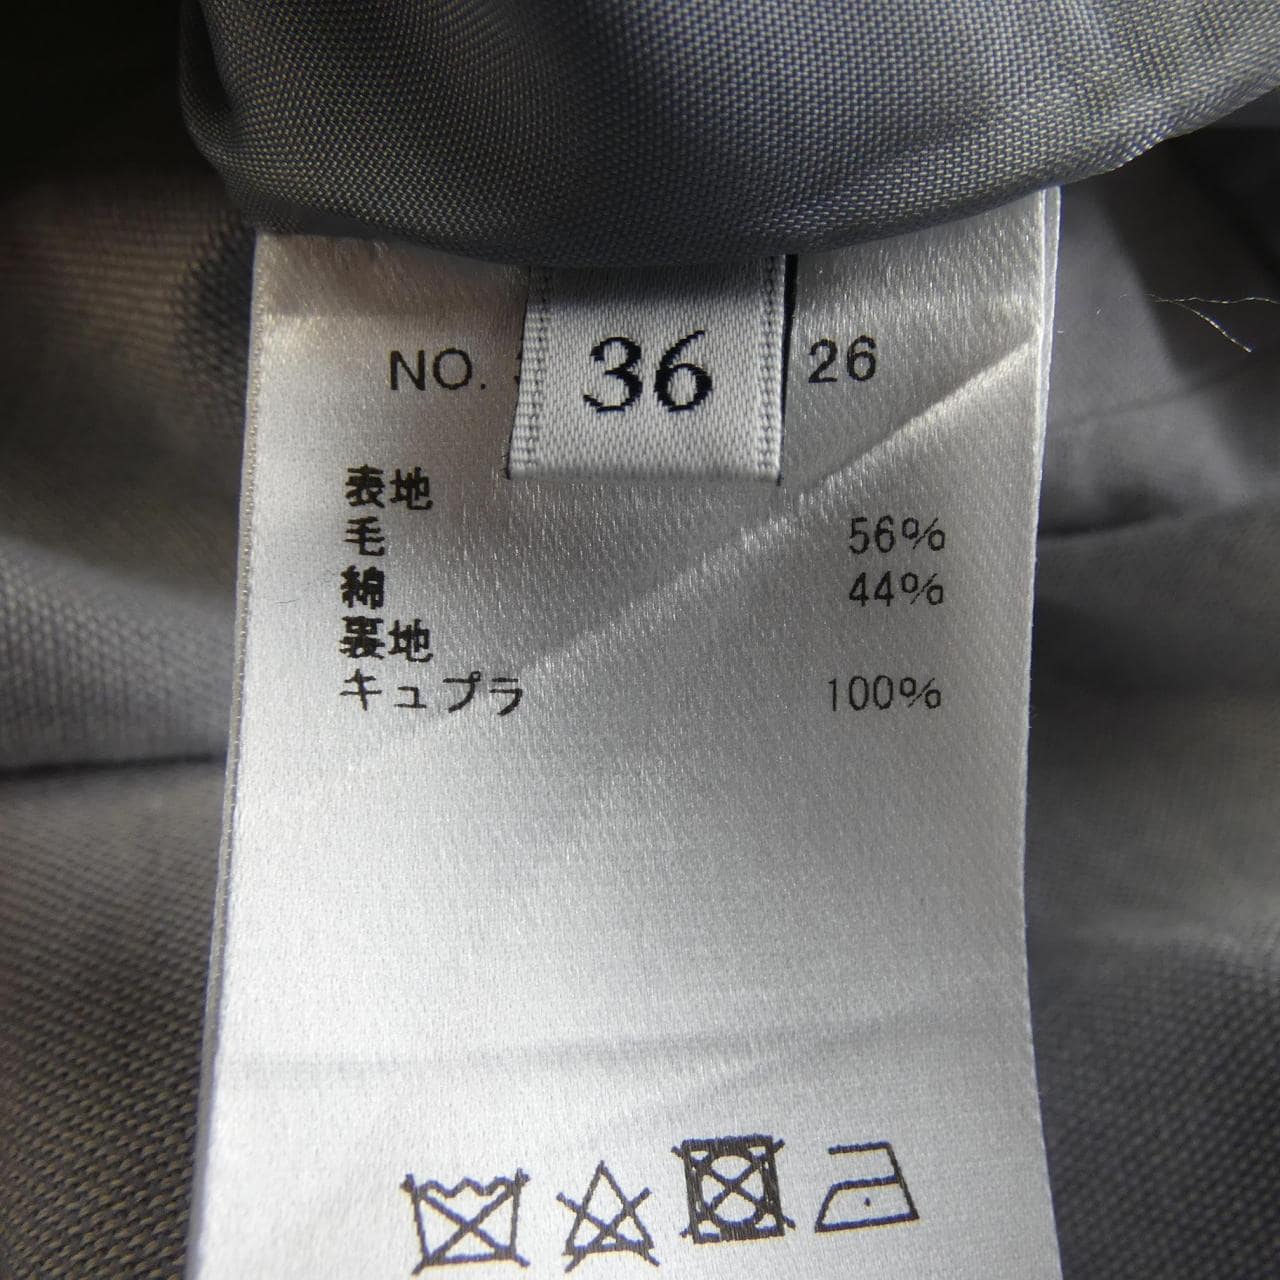 NO. 26
36
表地
毛 56%
綿 44%
裏地
キュプラ 100%